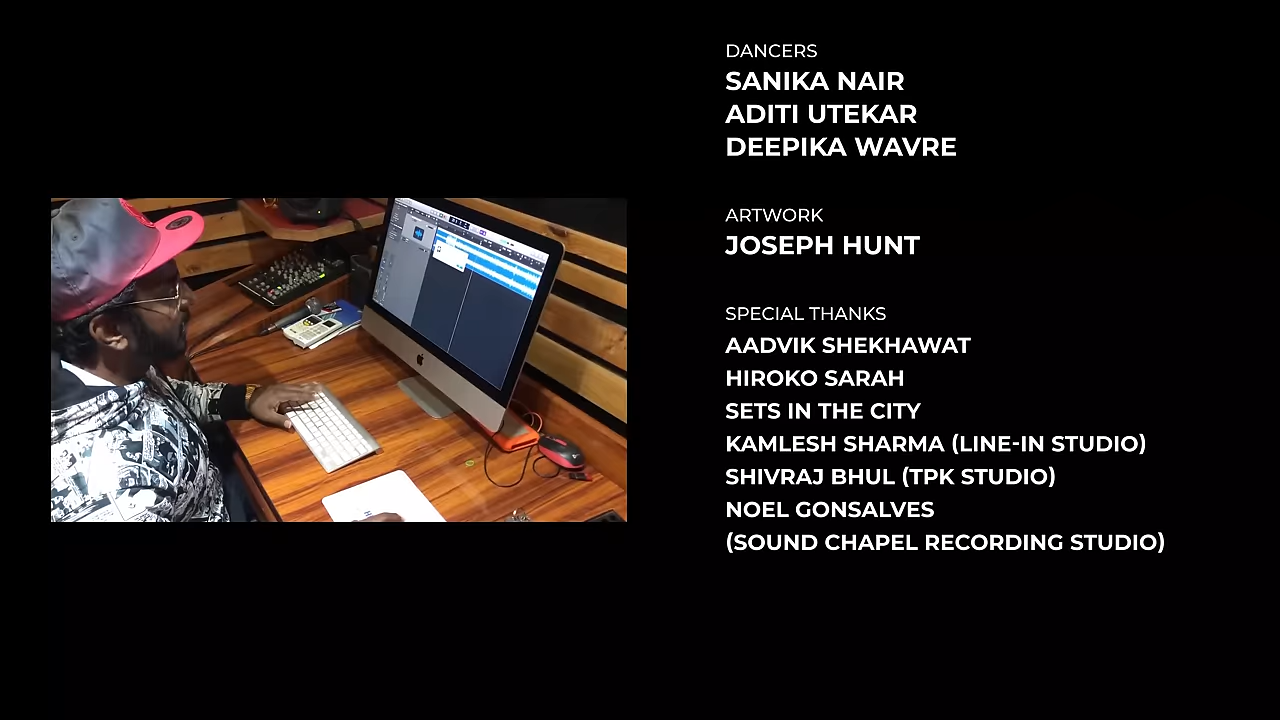 DANCERS
SANIKA NAIR
ADITI UTEKAR
DEEPIKA WAVRE
ARTWORK
JOSEPH HUNT
SPECIAL THANKS
AADVIK SHEKHAWAT
HIROKO SARAH
SETS IN THE CITY
KAMLESH SHARMA (LINE-IN STUDIO)
SHIVRAJ BHUL (TPK STUDIO)
NOEL GONSALVES
(SOUND CHAPEL RECORDING STUDIO)